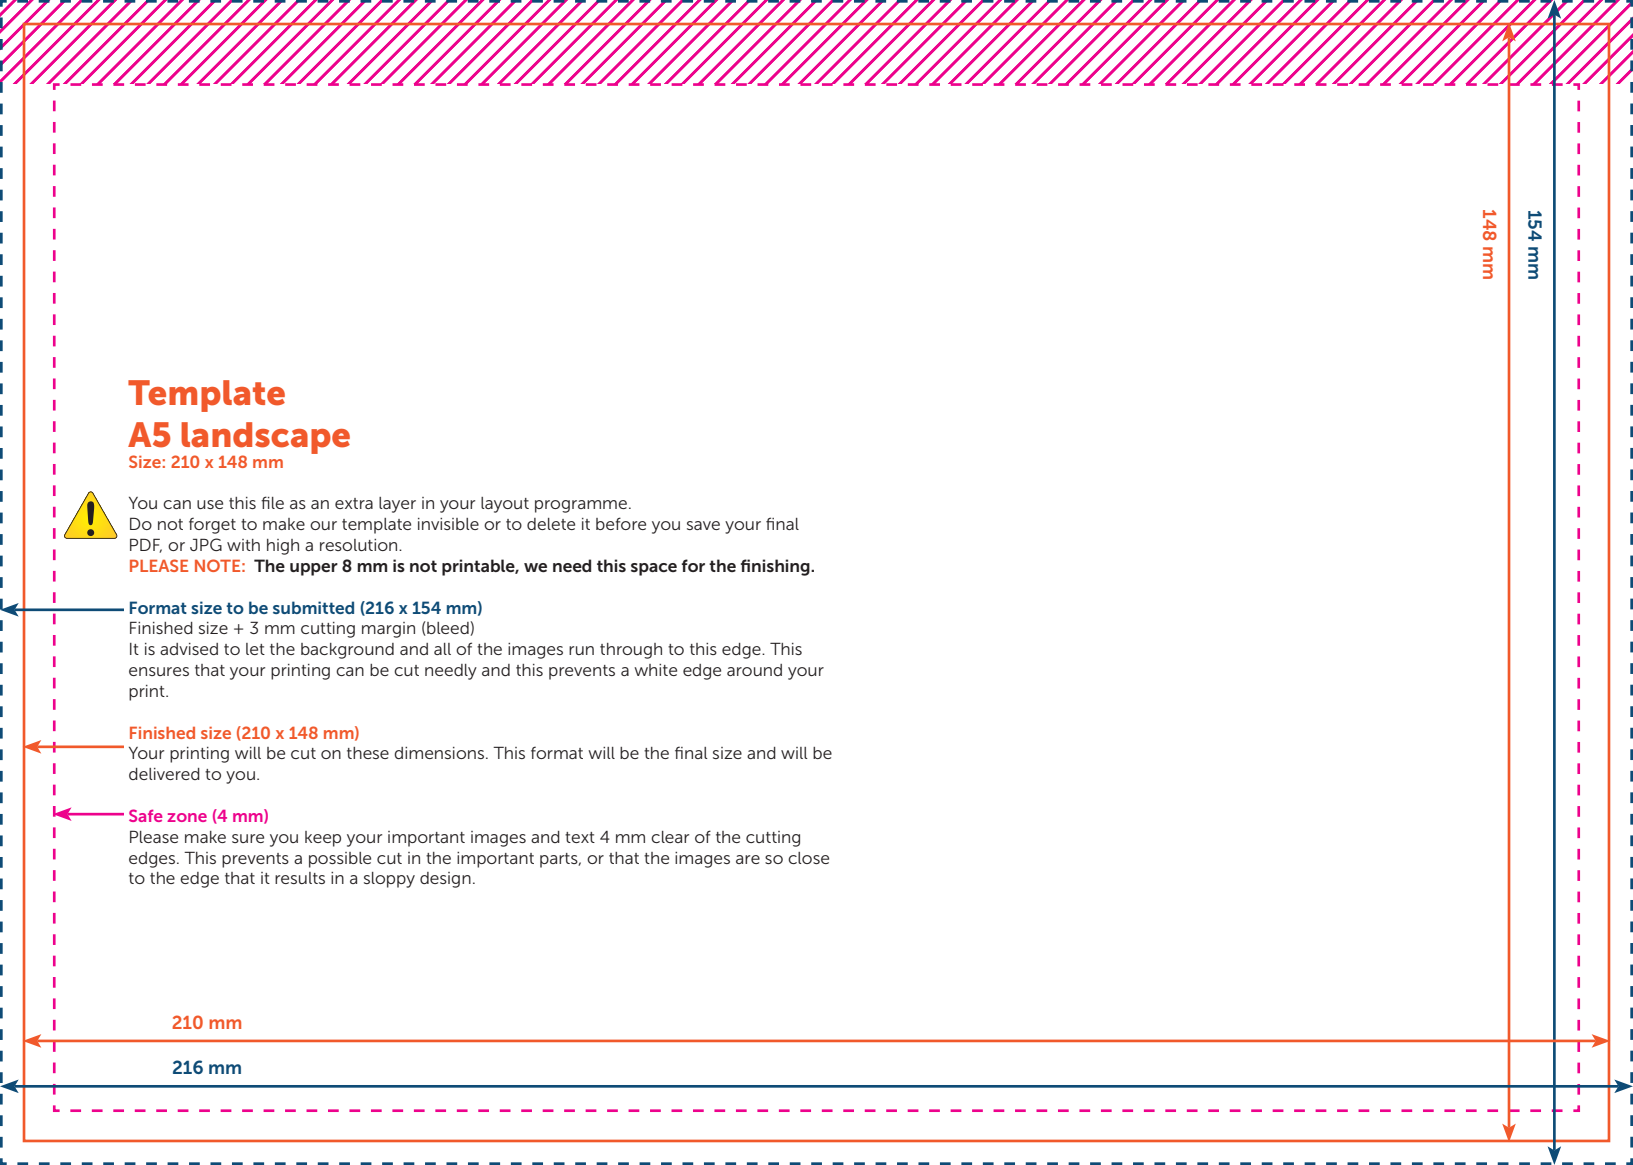 148 mm
154 mm
Template
A5 landscape
Size: 210 x 148 mm
You can use this file as an extra layer in your layout programme.
Do not forget to make our template invisible or to delete it before you save your final
PDF, or JPG with high a resolution.
PLEASE NOTE: The upper 8 mm is not printable, we need this space for the finishing.
Format size to be submitted (216 x 154 mm)
Finished size + 3 mm cutting margin (bleed)
It is advised to let the background and all of the images run through to this edge. This
ensures that your printing can be cut needly and this prevents a white edge around your
print.
Finished size (210 x 148 mm)
Your printing will be cut on these dimensions. This format will be the final size and will be
delivered to you.
Safe zone (4 mm)
Please make sure you keep your important images and text 4 mm clear of the cutting
edges. This prevents a possible cut in the important parts, or that the images are so close
to the edge that it results in a sloppy design.
210 mm
216 mm